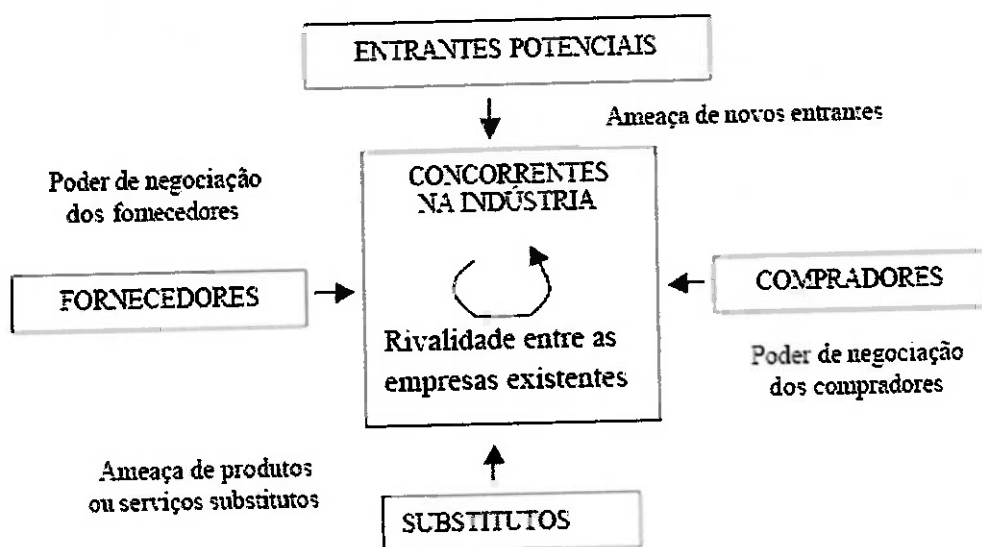 ENTRANTES POTENCIAIS
Ameaça de novos entrantes
Poder de negociação
dos fornecedores
CONCORRENTES
NA INDÚSTRIA
FORNECEDORES
COMPRADORES
Rivalidade entre as
empresas existentes
Poder de negociação
dos compradores
Ameaça de produtos
ou serviços substitutos
SUBSTITUTOS